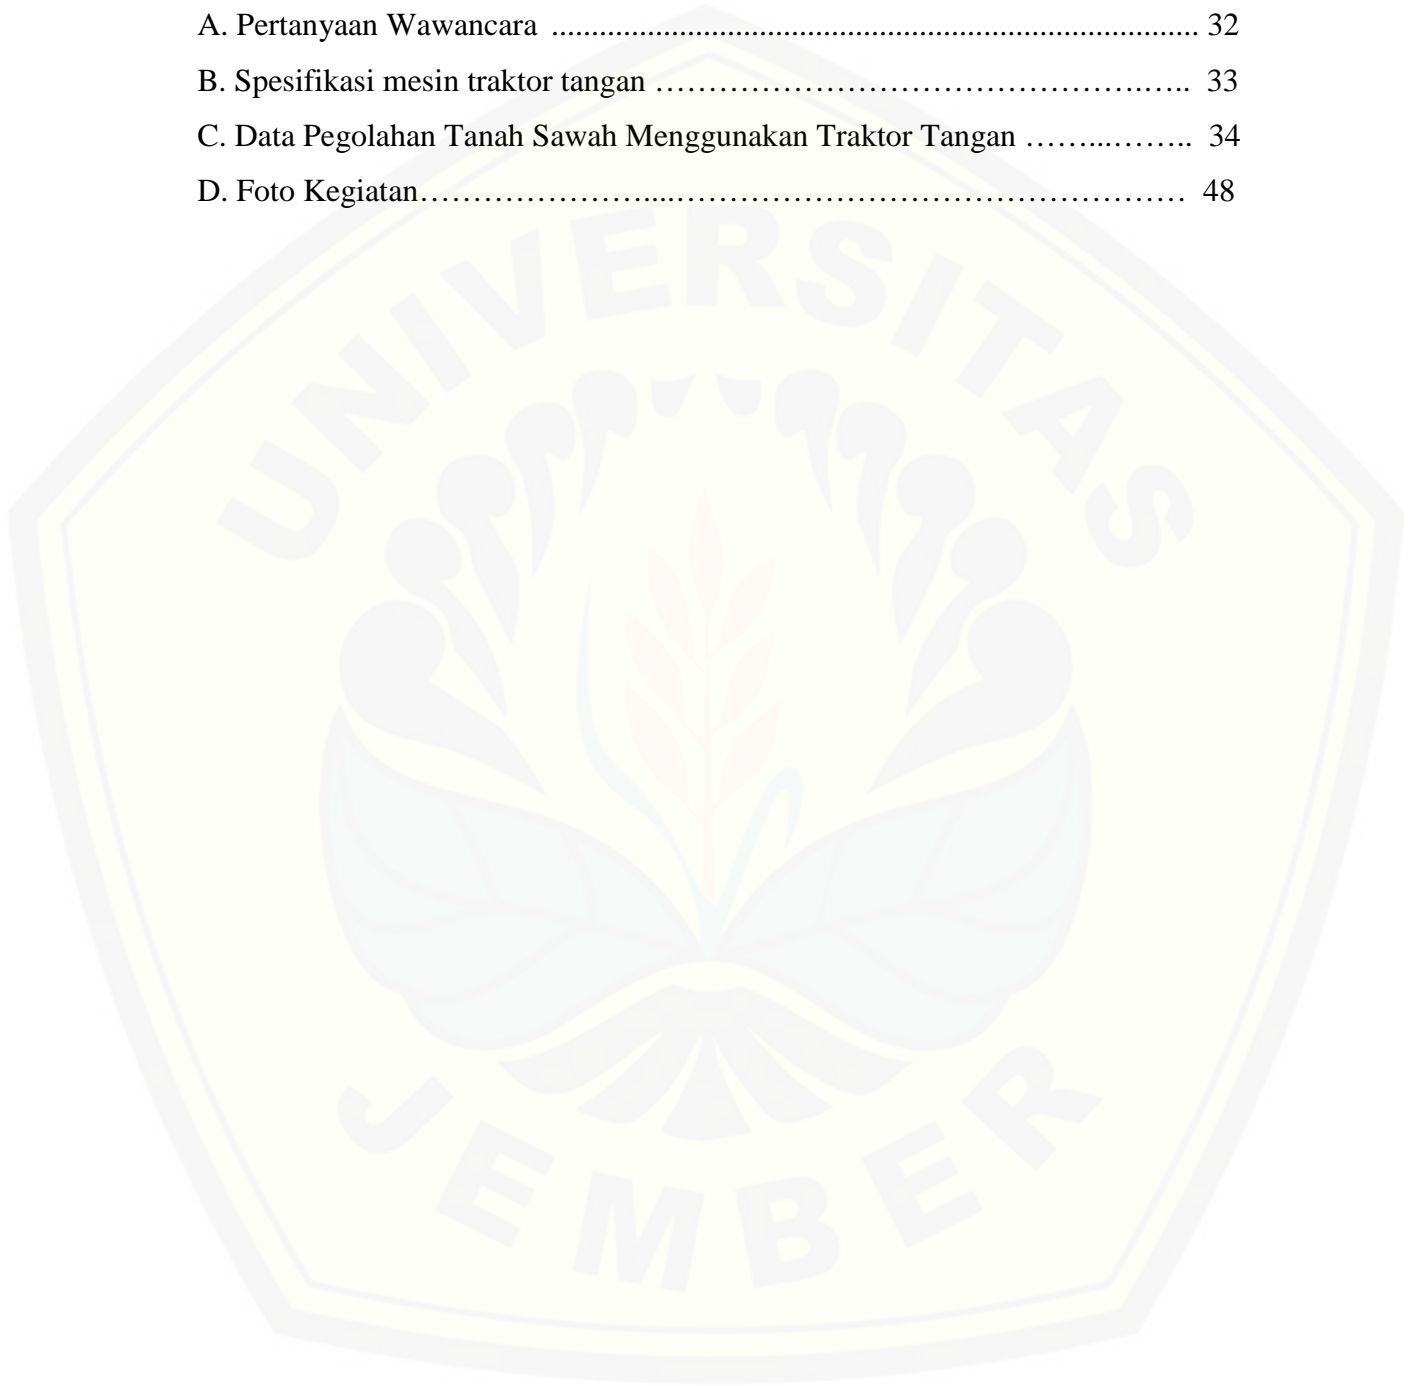 A. Pertanyaan Wawancara ........................................................................... 32
B. Spesifikasi mesin traktor tangan ……………………………………….….. 33
C. Data Pegolahan Tanah Sawah Menggunakan Traktor Tangan ……...…….. 34
D. Foto Kegiatan…………………....………………………………………… 48
UNIVERSITAS
JEMBER